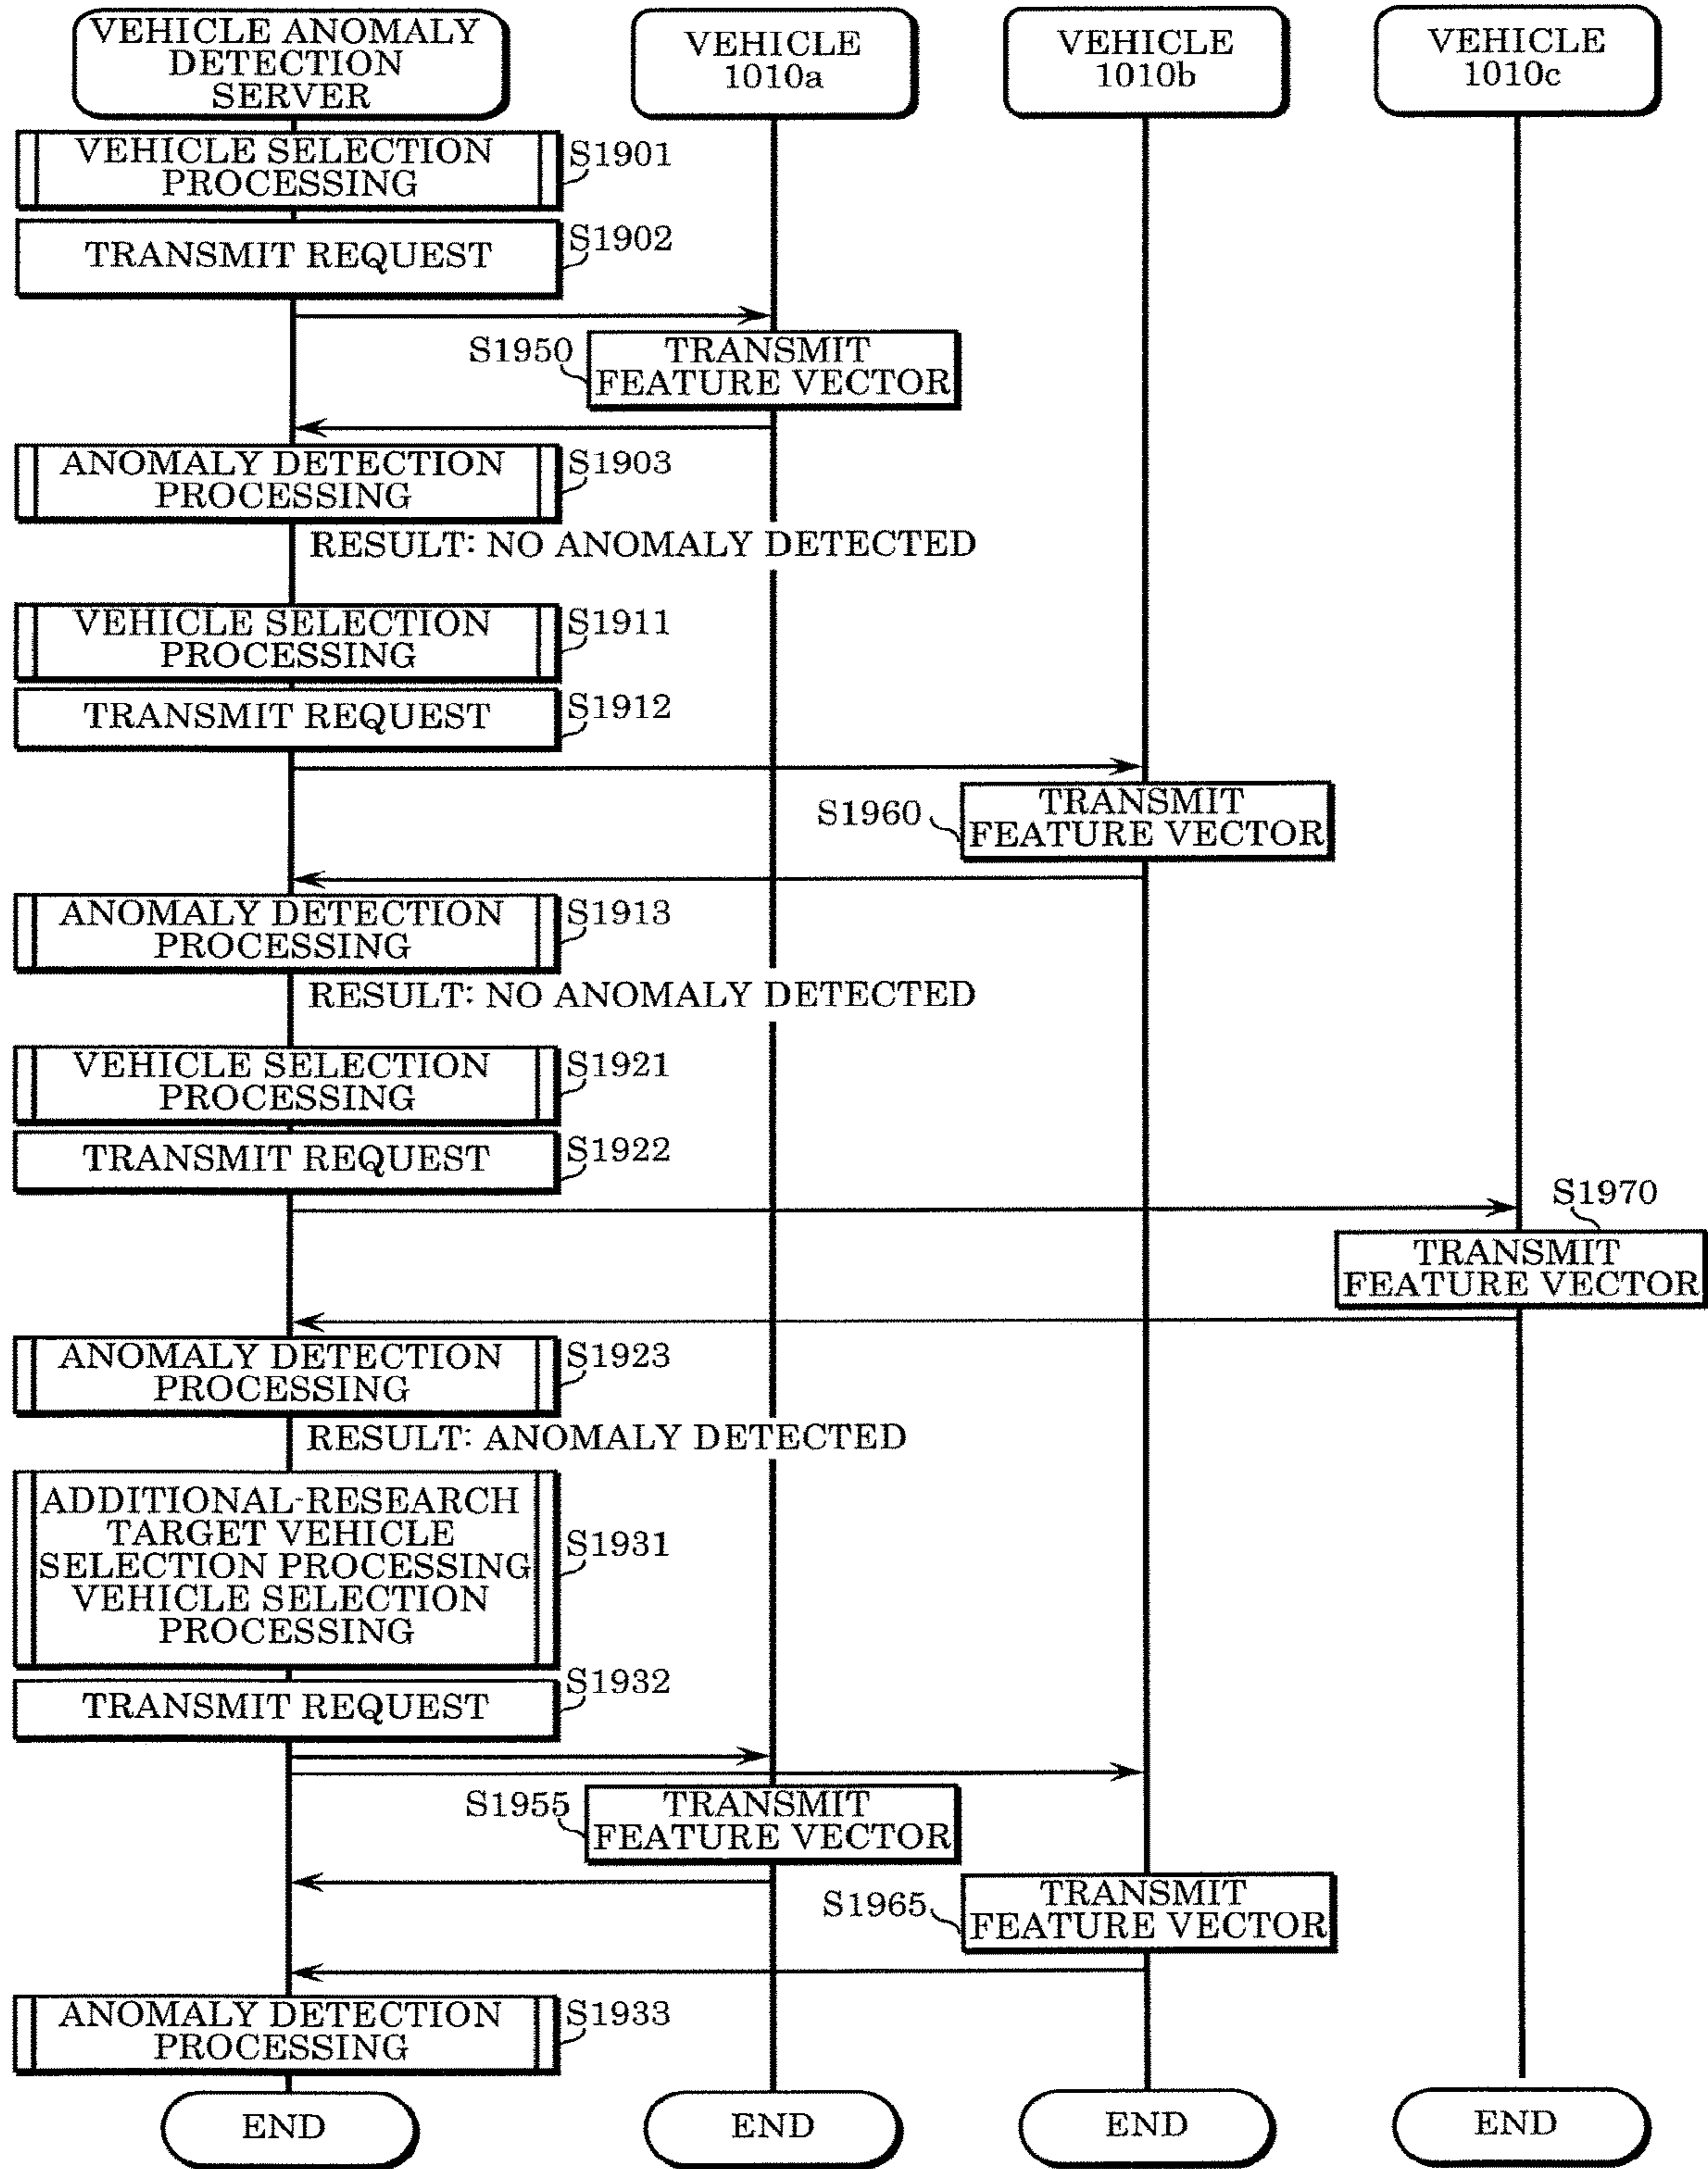 VEHICLE ANOMALY
DETECTION
SERVER
VEHICLE
1010a
VEHICLE
1010b
VEHICLE
1010c
VEHICLE SELECTION
PROCESSING
S1901
TRANSMIT REQUEST
S1902
S1950
TRANSMIT
FEATURE VECTOR
ANOMALY DETECTION
PROCESSING
S1903
RESULT: NO ANOMALY DETECTED
VEHICLE SELECTION
PROCESSING
S1911
TRANSMIT REQUEST
S1912
S1960
TRANSMIT
FEATURE VECTOR
ANOMALY DETECTION
PROCESSING
S1913
RESULT: NO ANOMALY DETECTED
VEHICLE SELECTION
PROCESSING
S1921
TRANSMIT REQUEST
S1922
S1970
TRANSMIT
FEATURE VECTOR
ANOMALY DETECTION
PROCESSING
S1923
RESULT: ANOMALY DETECTED
ADDITIONAL-RESEARCH
TARGET VEHICLE
SELECTION PROCESSING
VEHICLE SELECTION
PROCESSING
S1931
TRANSMIT REQUEST
S1932
S1955
TRANSMIT
FEATURE VECTOR
S1965
TRANSMIT
FEATURE VECTOR
ANOMALY DETECTION
PROCESSING
S1933
END
END
END
END